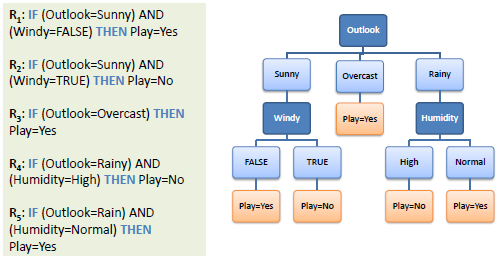 R1: IF (Outlook=Sunny) AND
(Windy=FALSE) THEN Play=Yes
R2: IF (Outlook=Sunny) AND
(Windy=TRUE) THEN Play=No
R3: IF (Outlook=Overcast) THEN
Play=Yes
R4: IF (Outlook=Rainy) AND
(Humidity=High) THEN Play=No
R5: IF (Outlook=Rain) AND
(Humidity=Normal) THEN
Play=Yes
Outlook
Sunny
Overcast
Rainy
Windy
Play=Yes
Humidity
FALSE
TRUE
High
Normal
Play=Yes
Play=No
Play=No
Play=Yes